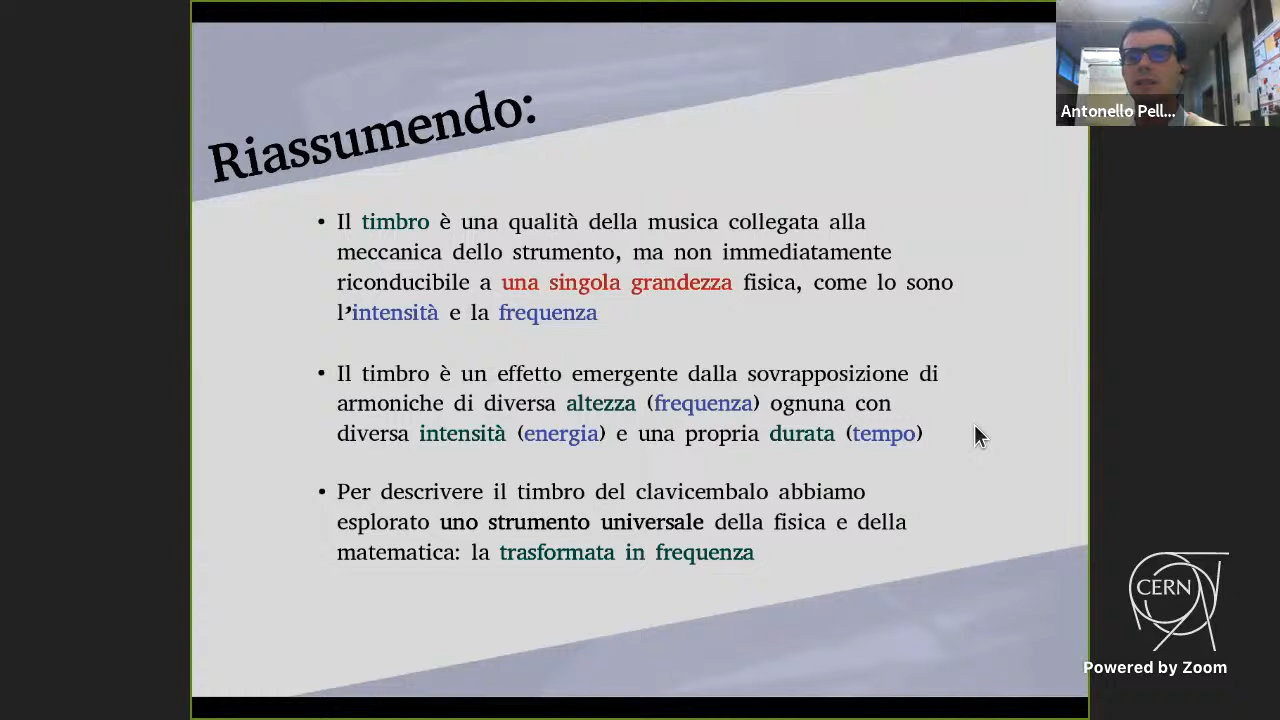 Riassumendo:
• Il timbro è una qualità della musica collegata alla
meccanica dello strumento, ma non immediatamente
riconducibile a una singola grandezza fisica, come lo sono
l’intensità e la frequenza
• Il timbro è un effetto emergente dalla sovrapposizione di
armoniche di diversa altezza (frequenza) ognuna con
diversa intensità (energia) e una propria durata (tempo)
• Per descrivere il timbro del clavicembalo abbiamo
esplorato uno strumento universale della fisica e della
matematica: la trasformata in frequenza
Antonello Pell...
CERN
Powered by Zoom